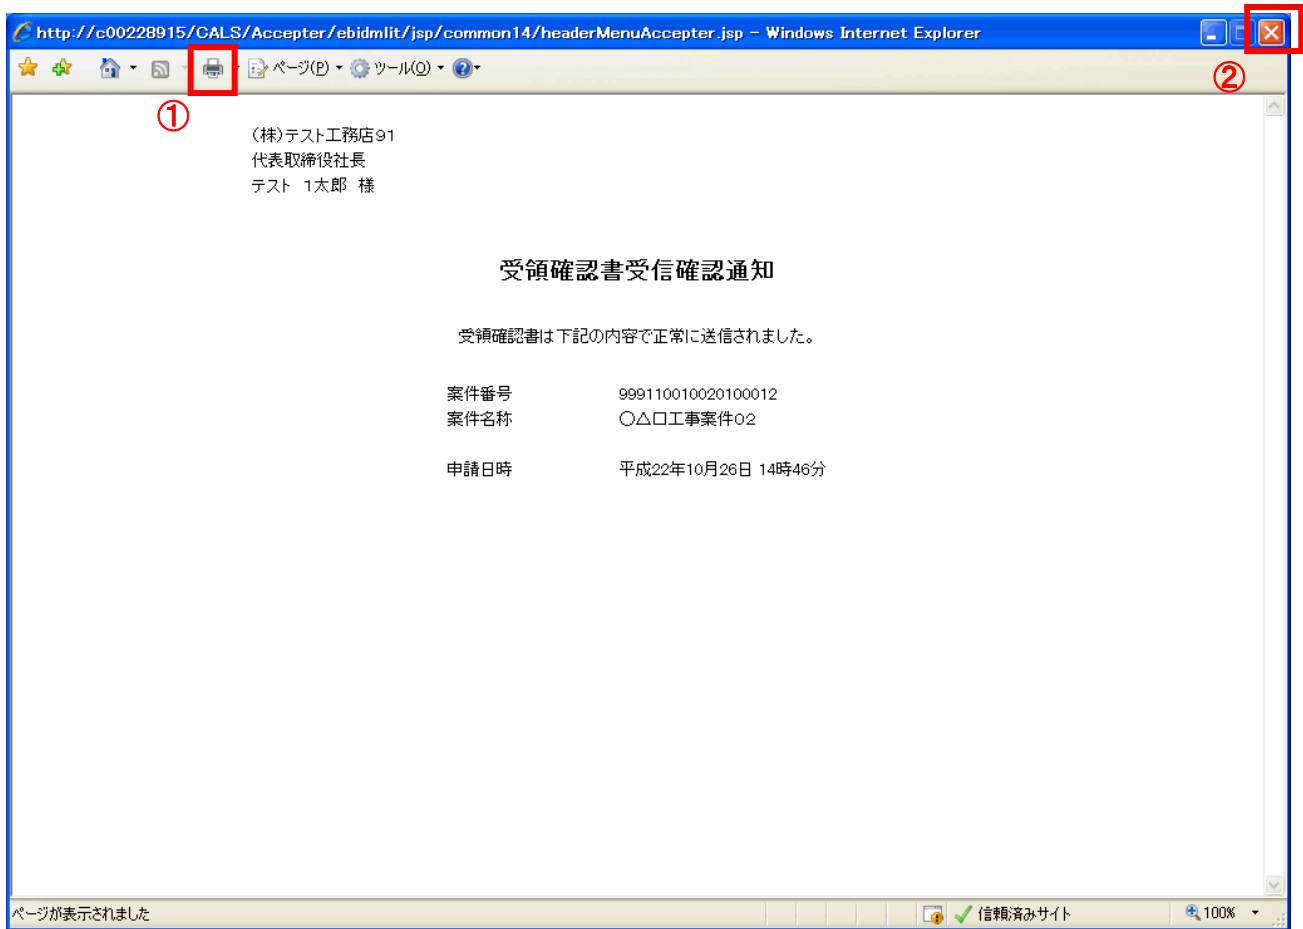 http://c00228915/CALS/Accepter/ebidmlit/jsp/common14/headerMenuAccepter.jsp - Windows Internet Explorer
ページ(P) ツール(O)
① ②
(株)テスト工務店91
代表取締役社長
テスト 1太郎 様
受領確認書受信確認通知
受領確認書は下記の内容で正常に送信されました。
案件番号 999110010020100012
案件名称 ○△□工事案件02
申請日時 平成22年10月26日 14時46分
ページが表示されました 信頼済みサイト 100%